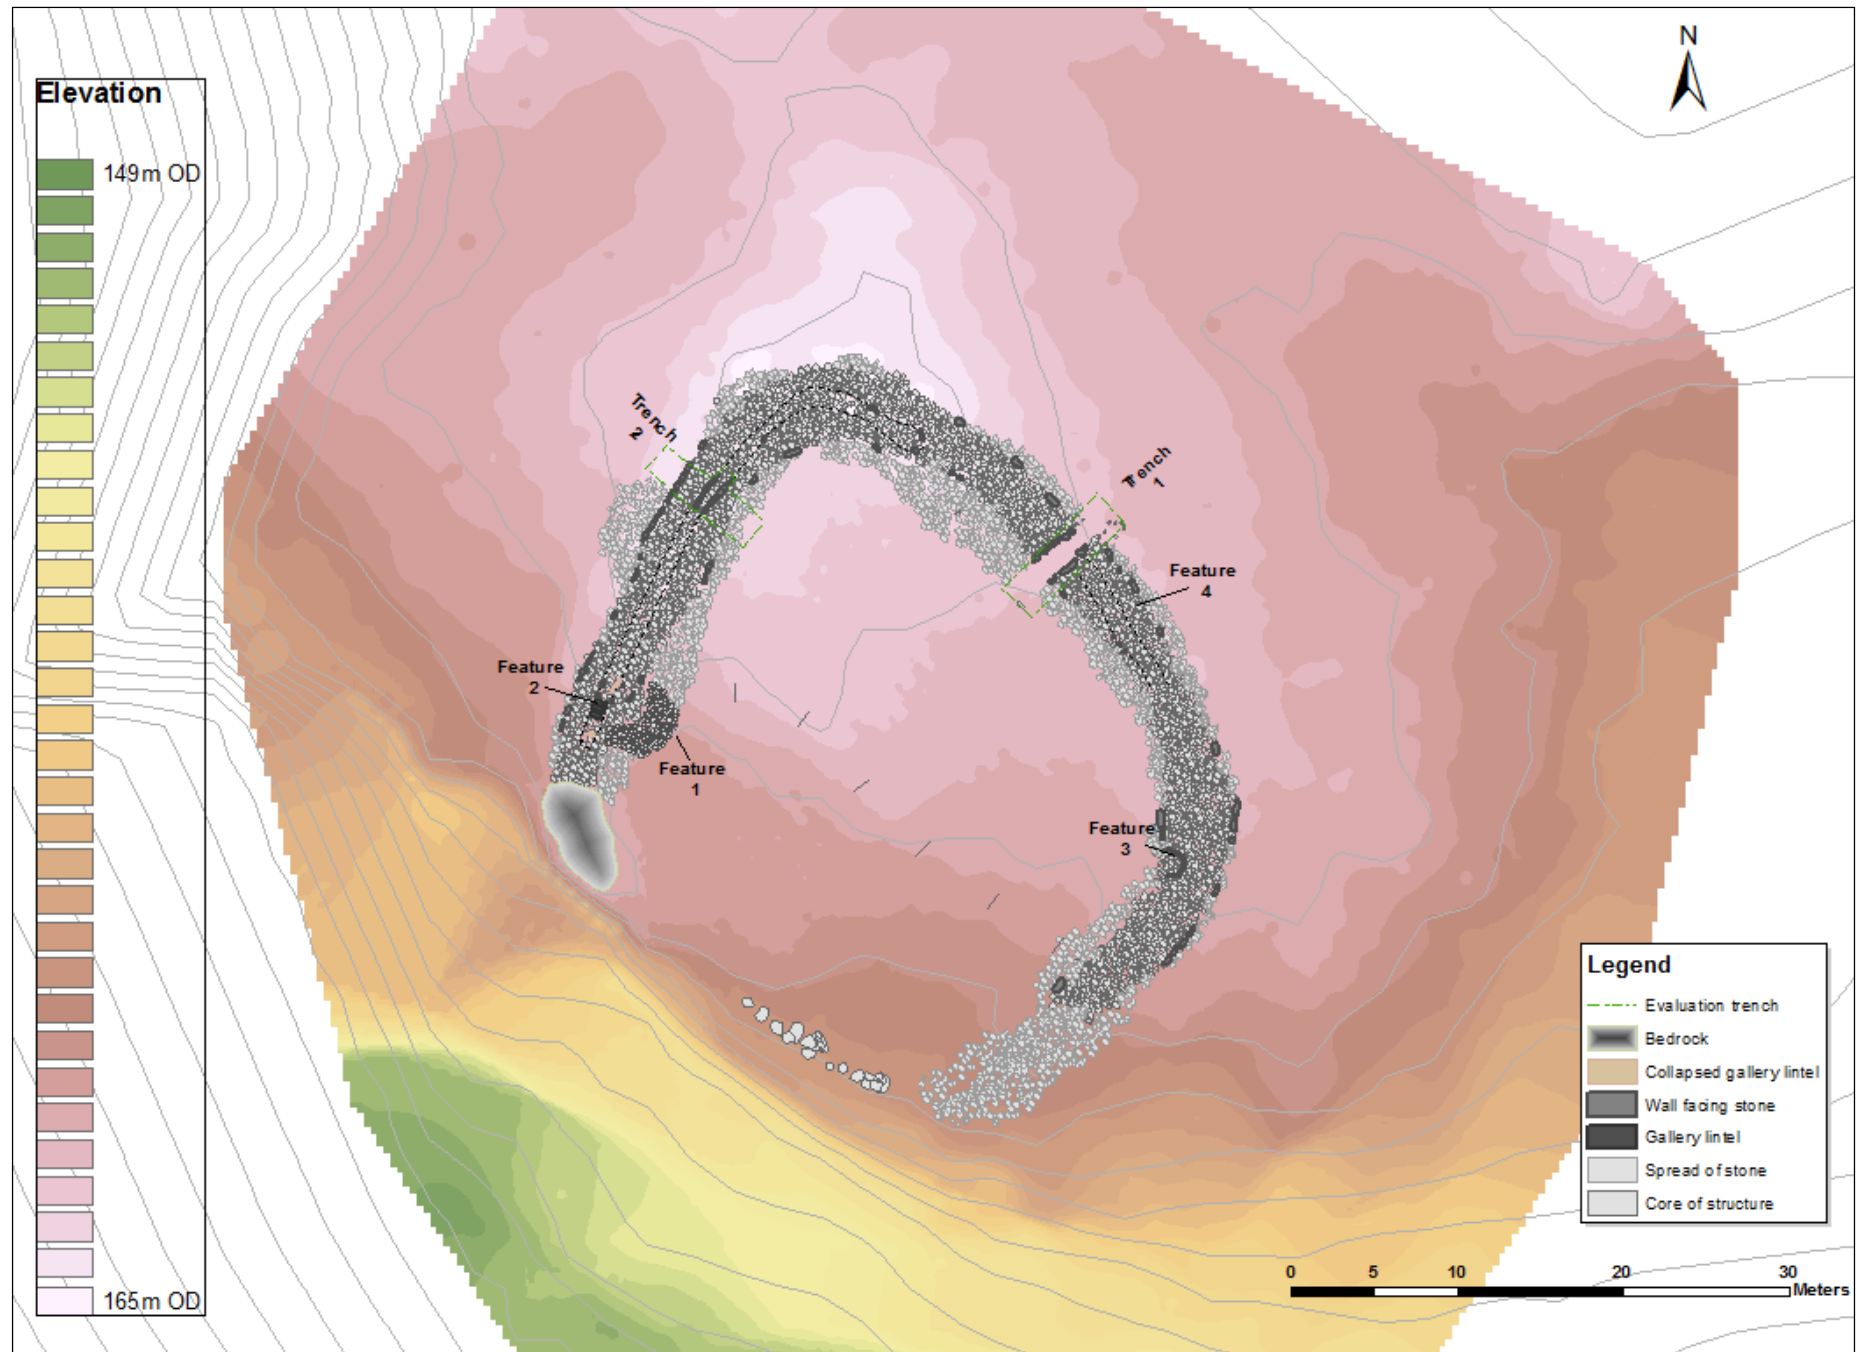 N
Elevation
149m OD
165m OD
Trench
2
Trench
1
Feature
4
Feature
2
Feature
1
Feature
3
Legend
Evaluation trench
Bedrock
Collapsed gallery lintel
Wall facing stone
Gallery lintel
Spread of stone
Core of structure
0 5 10 20 30
Meters